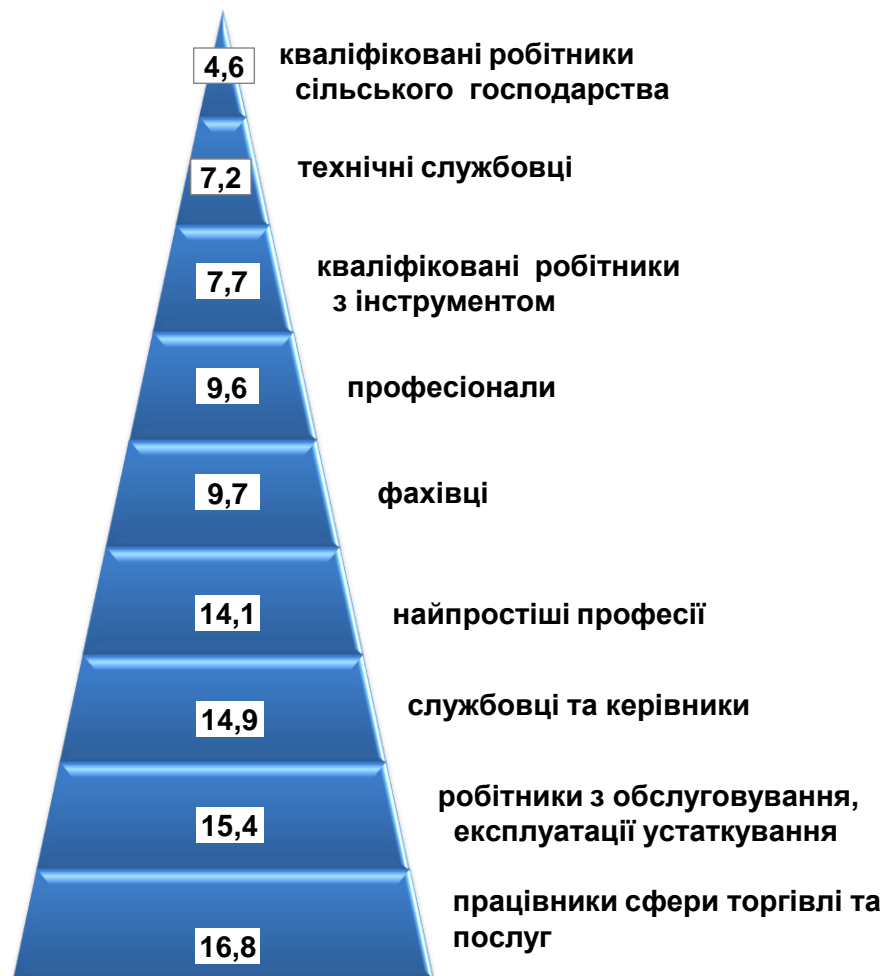 4,6
кваліфіковані робітники
сільського господарства
7,2
технічні службовці
7,7
кваліфіковані робітники
з інструментом
9,6
професіонали
9,7
фахівці
14,1
найпростіші професії
14,9
службовці та керівники
15,4
робітники з обслуговування,
експлуатації устаткування
16,8
працівники сфери торгівлі та
послуг